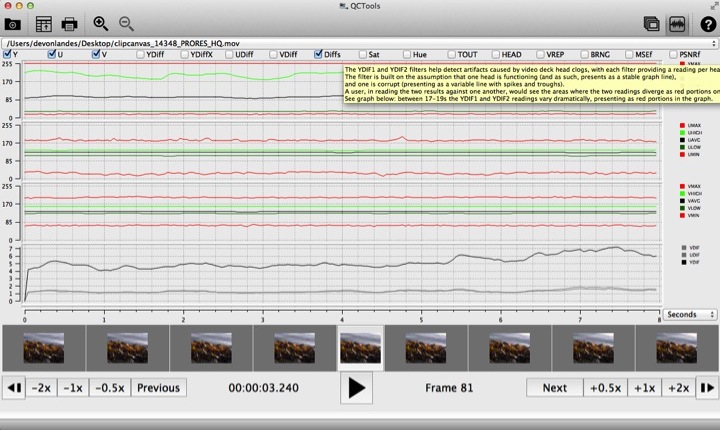 QCTools
/Users/devonlandes/Desktop/clipcanvas_14348_PRORES_HQ.mov
Y U V YDiff YDiffX UDiff VDiff Diffs Sat Hue TOUT HEAD VREP BRNG MSEf PSNRf
The YDIF1 and YDIF2 filters help detect artifacts caused by video deck head clogs, with each filter providing a reading per hea
The filter is built on the assumption that one head is functioning (and as such, presents as a stable graph line),
and one is corrupt (presenting as a variable line with spikes and troughs).
A user, in reading the two results against one another, would see the areas where the two readings diverge as red portions on
See graph below: between 17-19s the YDIF1 and YDIF2 readings vary dramatically, presenting as red portions in the graph.
255
170
85
0
255
170
85
0
UMAX
UHIGH
UAVG
ULOW
UMIN
255
170
85
0
VMAX
VHIGH
VAVG
VLOW
VMIN
7
6
5
4
3
2
1
0
VDIF
UDIF
YDIF
0 1 2 3 4 5 6 7 8
Seconds
-2x -1x -0.5x Previous 00:00:03.240 Frame 81 Next +0.5x +1x +2x